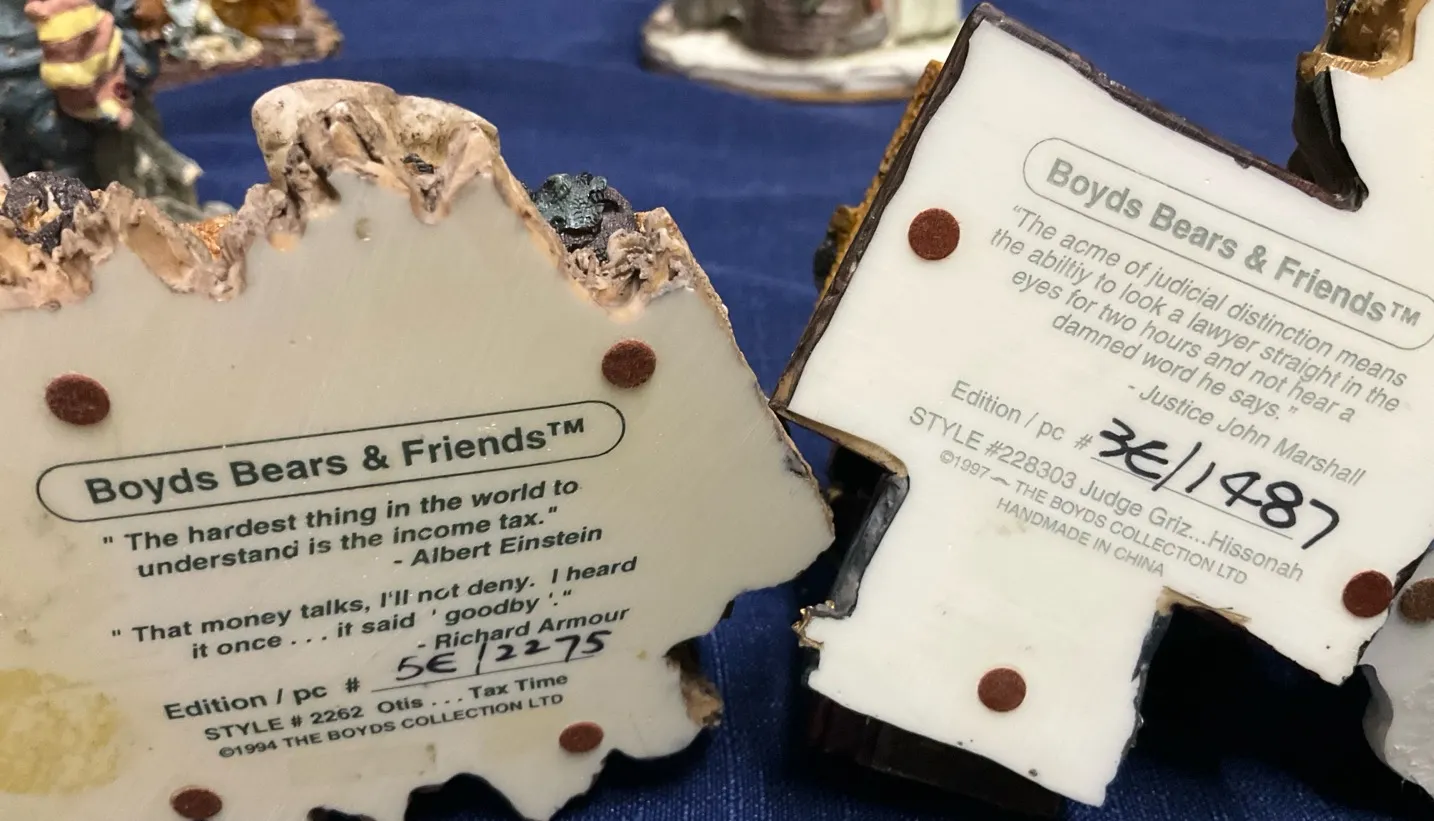 Boyds Bears & Friends™
" The hardest thing in the world to
understand is the income tax."
- Albert Einstein
" That money talks, I'll not deny. I heard
it once . . . it said ' goodby '."
- Richard Armour
Edition / pc # 5E/2275
STYLE # 2262 Otis . . . Tax Time
©1994 THE BOYDS COLLECTION LTD
Boyds Bears & Friends™
"The acme of judicial distinction means
the abiltiy to look a lawyer straight in the
eyes for two hours and not hear a
damned word he says."
- Justice John Marshall
Edition / pc # 3E/1487
STYLE #228303 Judge Griz...Hissonah
©1997 ~ THE BOYDS COLLECTION LTD
HANDMADE IN CHINA